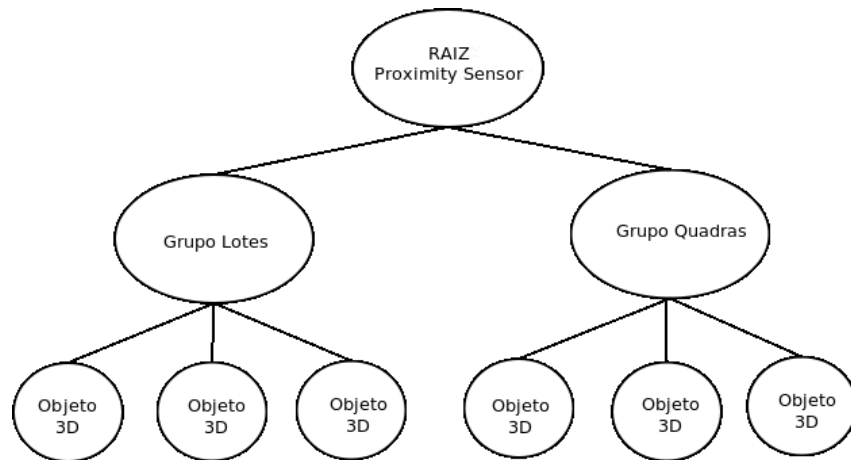 RAIZ
Proximity Sensor
Grupo Lotes
Grupo Quadras
Objeto
3D
Objeto
3D
Objeto
3D
Objeto
3D
Objeto
3D
Objeto
3D